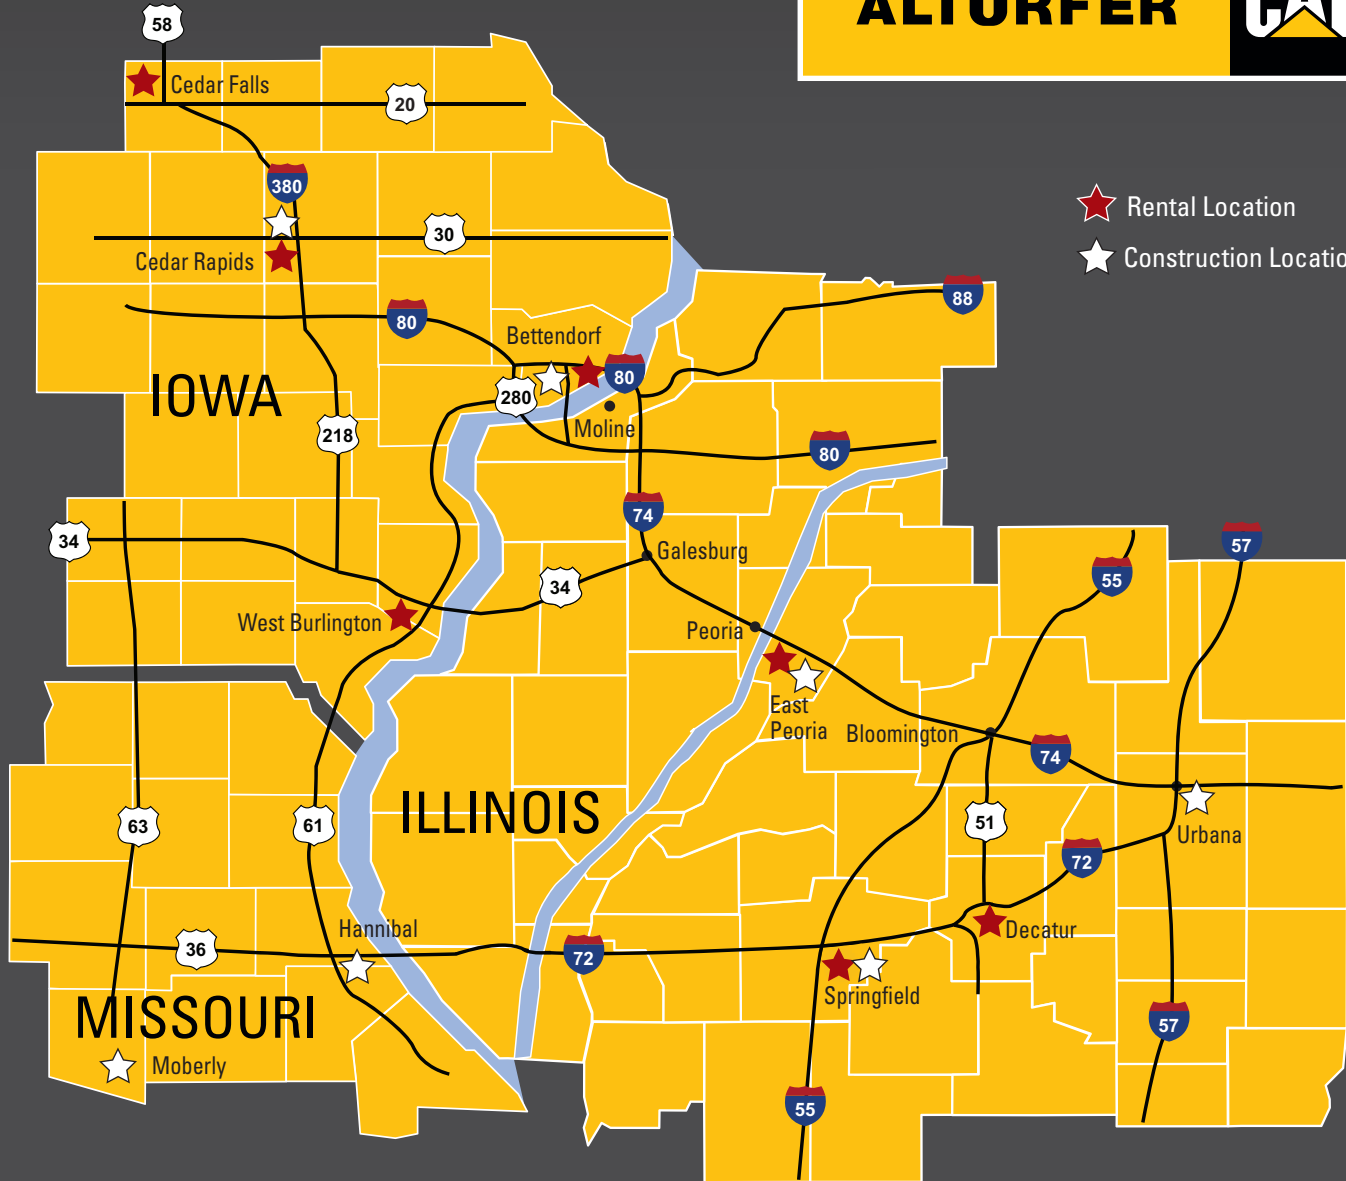 ALTORFER
58
Cedar Falls
20
380
Rental Location
30
Cedar Rapids
Construction Locatio
88
80
Bettendorf
80
IOWA
280
Moline
218
80
74
34
Galesburg
57
55
34
West Burlington
Peoria
East
Peoria
Bloomington
74
ILLINOIS
63
61
51
Urbana
72
Hannibal
Decatur
36
72
Springfield
MISSOURI
57
Moberly
55